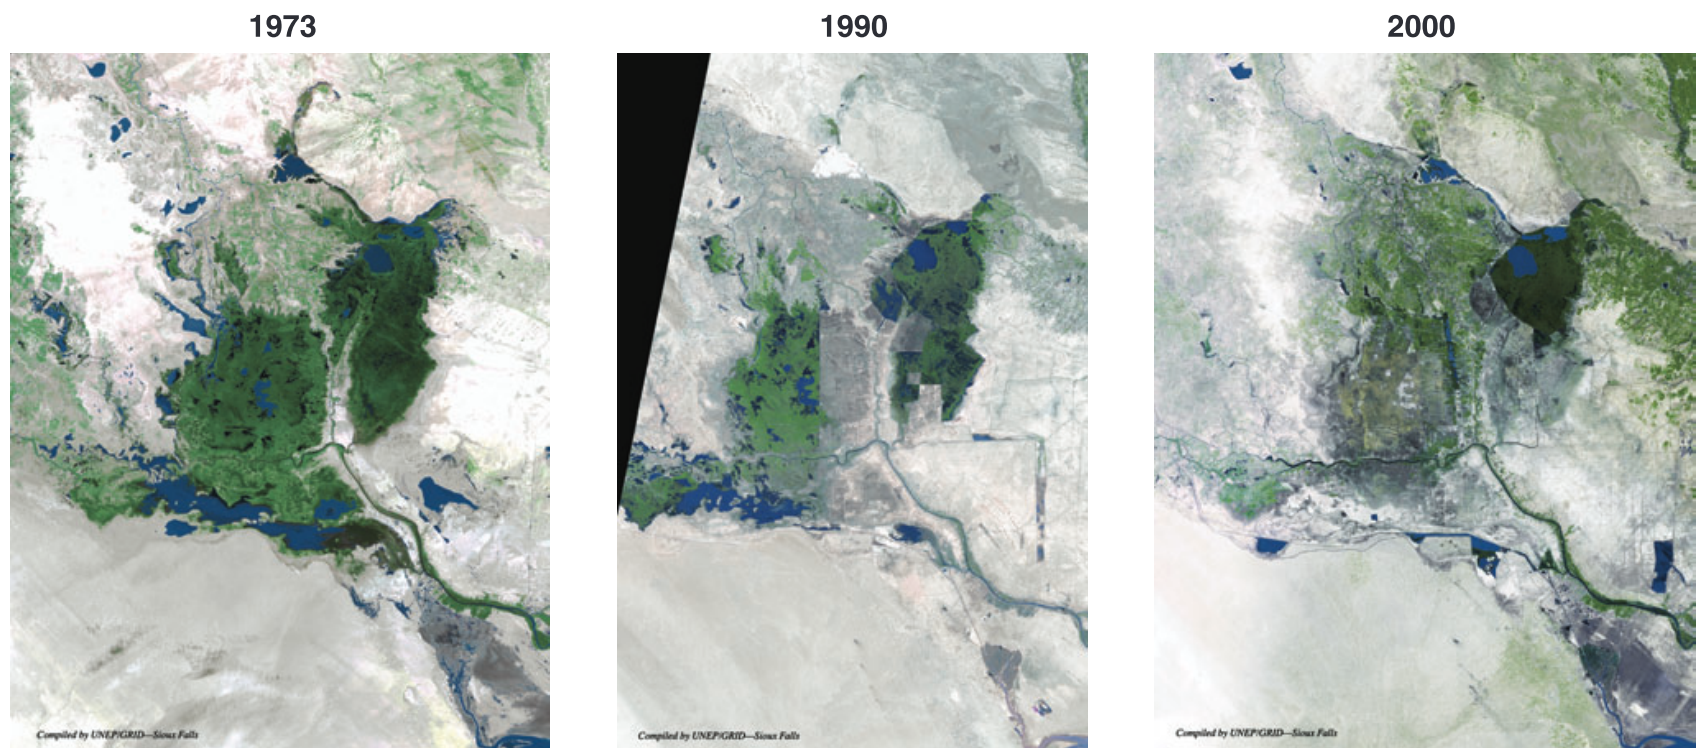 1973
1990
2000
Compiled by UNEP/GRID—Sioux Falls
Compiled by UNEP/GRID—Sioux Falls
Compiled by UNEP/GRID—Sioux Falls